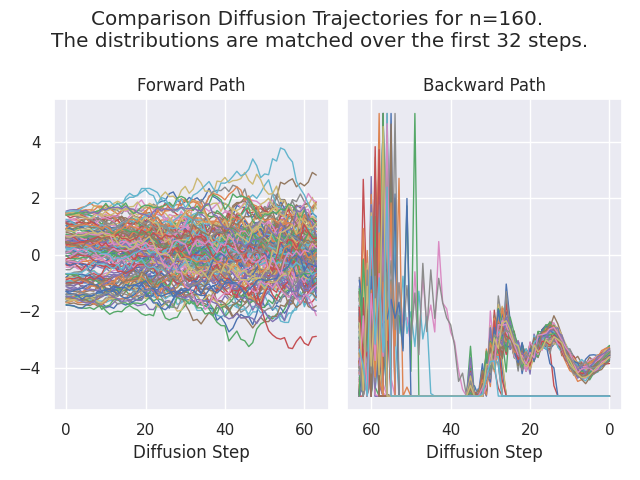 Comparison Diffusion Trajectories for n=160.
The distributions are matched over the first 32 steps.
Forward Path
Backward Path
4
2
0
−2
−4
0 20 40 60
60 40 20 0
Diffusion Step
Diffusion Step